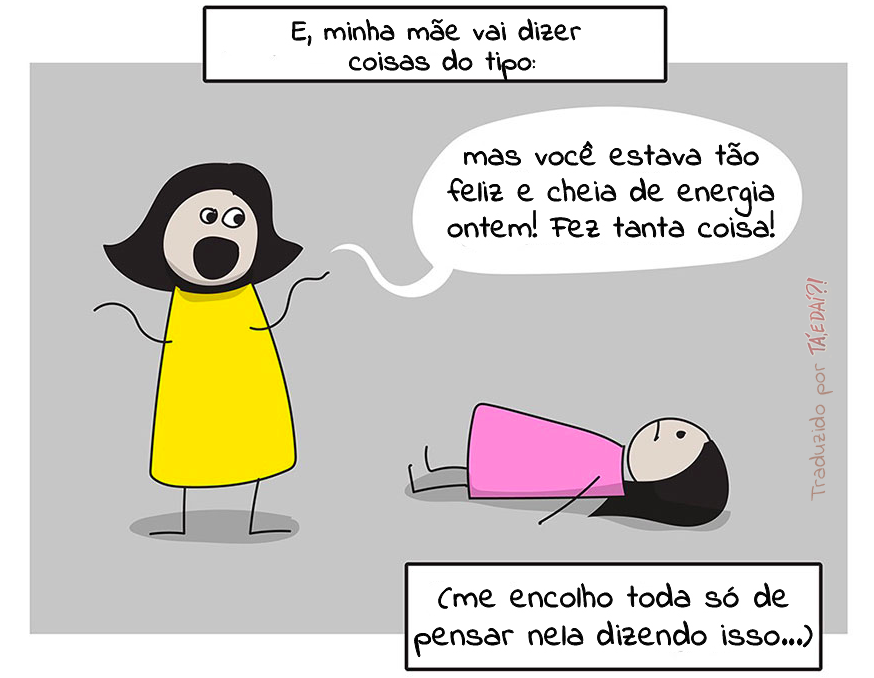 E, minha mãe vai dizer
coisas do tipo:
mas você estava tão
feliz e cheia de energia
ontem! Fez tanta coisa!
Traduzido por TÁ, E DAÍ?!
(me encolho toda só de
pensar nela dizendo isso...)